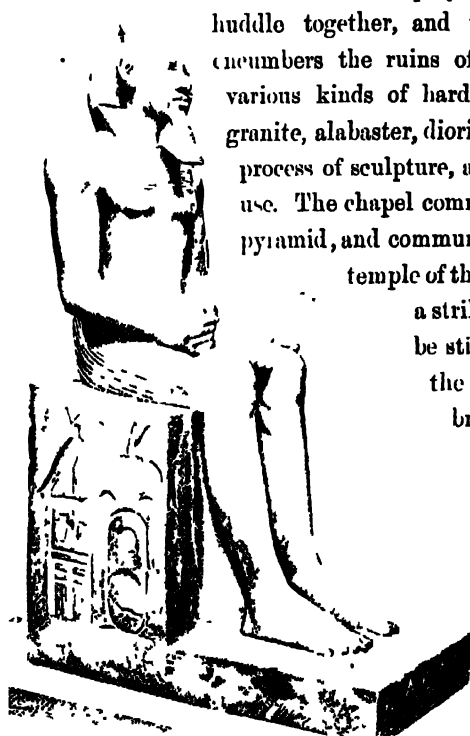 huddle together, and
cncumbers the ruins of
various kinds of hard
granite, alabaster, diori
process of sculpture, a
use. The chapel comm
pyramid, and commun
temple of th
a stri
be sti
the
br